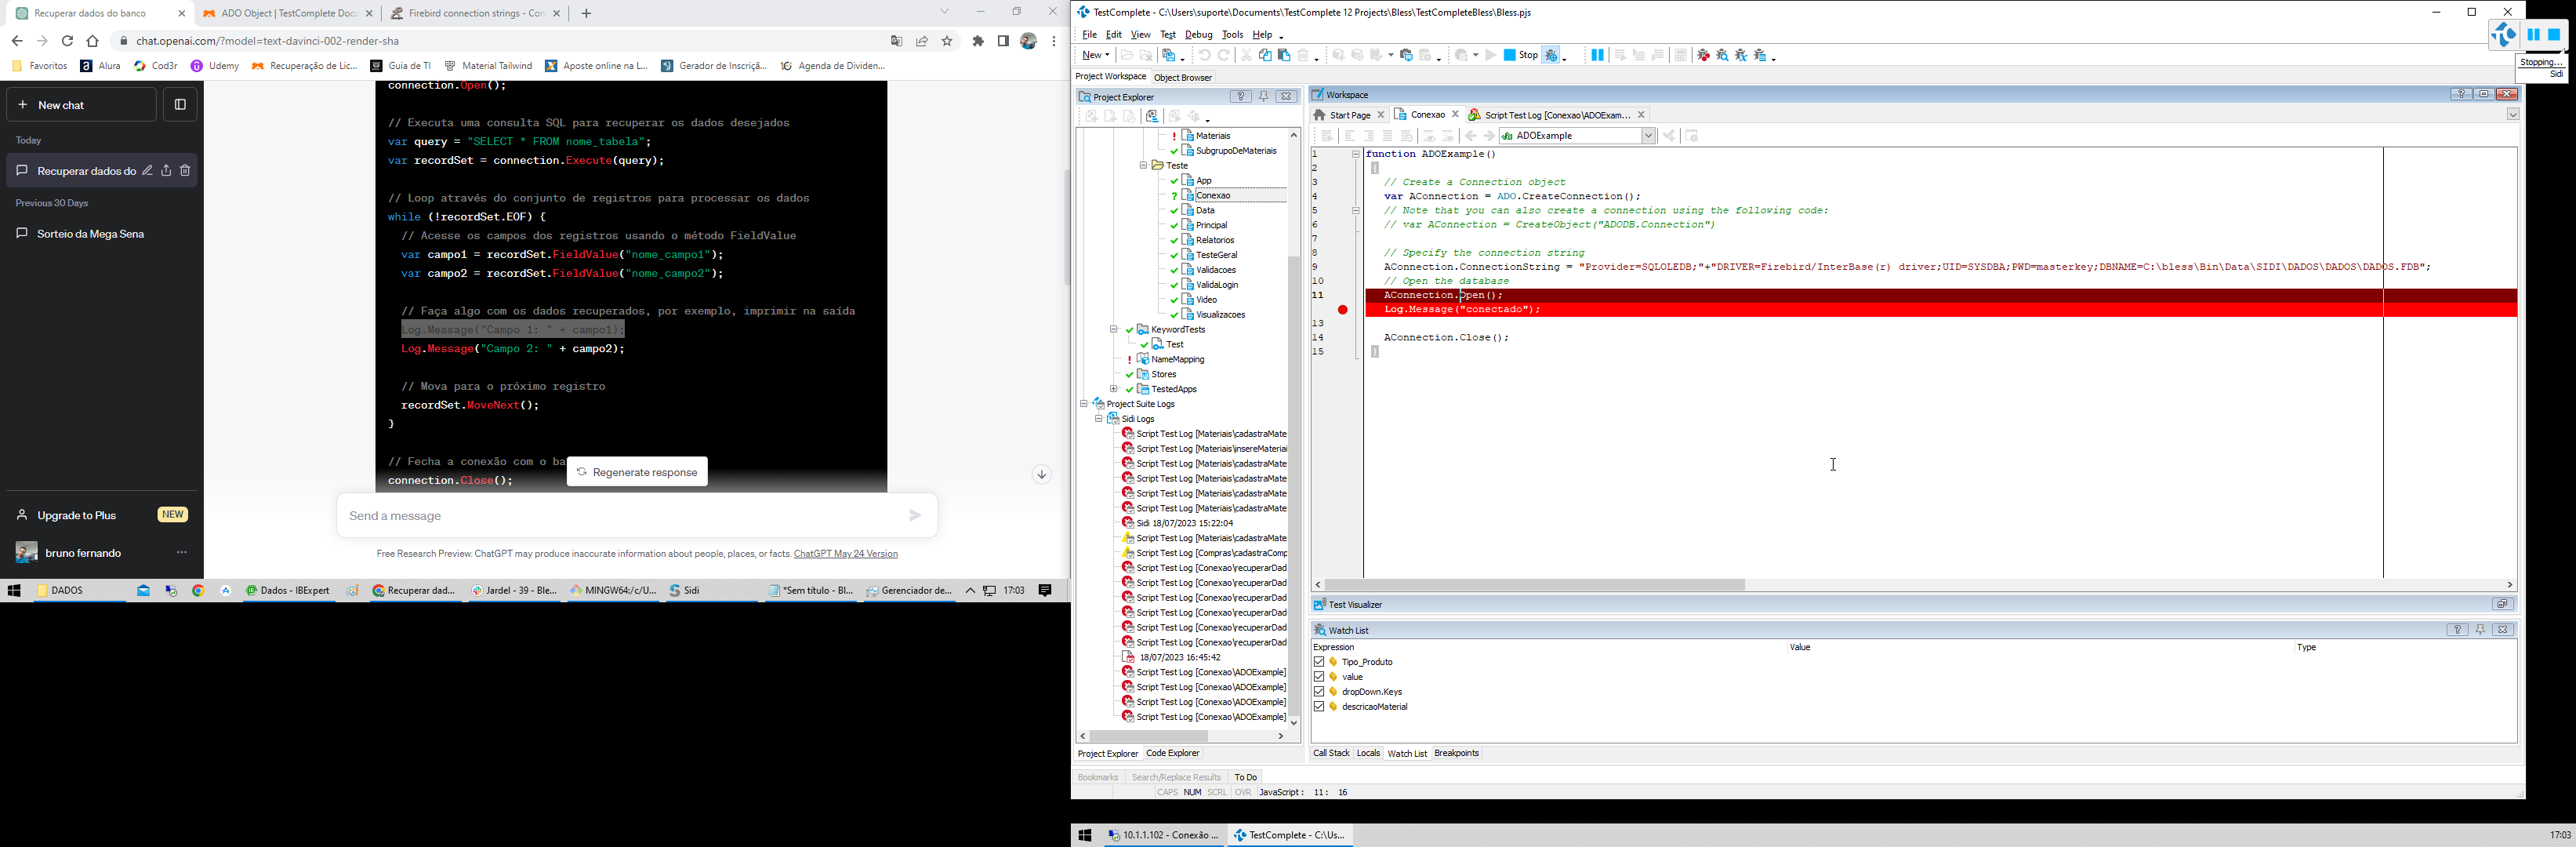 Recuperar dados do banco
ADO Object | TestComplete Docu
Firebird connection strings - Con
chat.openai.com/?model=text-davinci-002-render-sha
Favoritos
Alura
Cod3r
Udemy
Recuperação de Lic...
Guia de TI
Material Tailwind
Aposte online na L...
Gerador de Inscriçã...
Agenda de Dividen...
New chat
Today
Recuperar dados do
Previous 30 Days
Sorteio da Mega Sena
Upgrade to Plus
NEW
bruno fernando
connection.Open();
// Executa uma consulta SQL para recuperar os dados desejados
var query = "SELECT * FROM nome_tabela";
var recordSet = connection.Execute(query);
// Loop através do conjunto de registros para processar os dados
while (!recordSet.EOF) {
// Acesse os campos dos registros usando o método FieldValue
var campo1 = recordSet.FieldValue("nome_campo1");
var campo2 = recordSet.FieldValue("nome_campo2");
// Faça algo com os dados recuperados, por exemplo, imprimir na saída
Log.Message("Campo 1: " + campo1);
Log.Message("Campo 2: " + campo2);
// Mova para o próximo registro
recordSet.MoveNext();
}
// Fecha a conexão com o ba
connection.Close();
Regenerate response
Send a message
Free Research Preview. ChatGPT may produce inaccurate information about people, places, or facts. ChatGPT May 24 Version
DADOS
Dados - IBExpert
Recuperar dad...
Jardel - 39 - Ble...
MINGW64:/c/U...
Sidi
*Sem título - Bl...
Gerenciador de...
17:03
TestComplete - C:\Users\suporte\Documents\TestComplete 12 Projects\Bless\TestCompleteBless\Bless.pjs
File Edit View Test Debug Tools Help
New
Stop
Stopping...
Sidi
Project Workspace
Object Browser
Project Explorer
Materiais
SubgrupoDeMateriais
Teste
App
Conexao
Data
Principal
Relatorios
TesteGeral
Validacoes
ValidaLogin
Video
Visualizacoes
KeywordTests
Test
NameMapping
Stores
TestedApps
Project Suite Logs
Sidi Logs
Script Test Log [Materiais\cadastraMate
Script Test Log [Materiais\insereMateriai
Script Test Log [Materiais\cadastraMate
Script Test Log [Materiais\cadastraMate
Script Test Log [Materiais\cadastraMate
Script Test Log [Materiais\cadastraMate
Sidi 18/07/2023 15:22:04
Script Test Log [Materiais\cadastraMate
Script Test Log [Compras\cadastraComp
Script Test Log [Conexao\recuperarDad
Script Test Log [Conexao\recuperarDad
Script Test Log [Conexao\recuperarDad
Script Test Log [Conexao\recuperarDad
Script Test Log [Conexao\recuperarDad
Script Test Log [Conexao\recuperarDad
18/07/2023 16:45:42
Script Test Log [Conexao\ADOExample]
Script Test Log [Conexao\ADOExample]
Script Test Log [Conexao\ADOExample]
Script Test Log [Conexao\ADOExample]
Project Explorer
Code Explorer
Workspace
Start Page
Conexao
Script Test Log [Conexao\ADOExam...
ADOExample
1 function ADOExample()
2 {
3 // Create a Connection object
4 var AConnection = ADO.CreateConnection();
5 // Note that you can also create a connection using the following code:
6 // var AConnection = CreateObject("ADODB.Connection")
7
8 // Specify the connection string
9 AConnection.ConnectionString = "Provider=SQLOLEDB;"+"DRIVER=Firebird/InterBase(r) driver;UID=SYSDBA;PWD=masterkey;DBNAME=C:\bless\Bin\Data\SIDI\DADOS\DADOS\DADOS.FDB";
10 // Open the database
11 AConnection.Open();
Log.Message("conectado");
13
14 AConnection.Close();
15 }
Test Visualizer
Watch List
Expression
Value
Type
Tipo_Produto
value
dropDown.Keys
descricaoMaterial
Call Stack
Locals
Watch List
Breakpoints
Bookmarks
Search/Replace Results
To Do
CAPS NUM SCRL OVR JavaScript : 11 : 16
10.1.1.102 - Conexão ...
TestComplete - C:\Us...
17:03